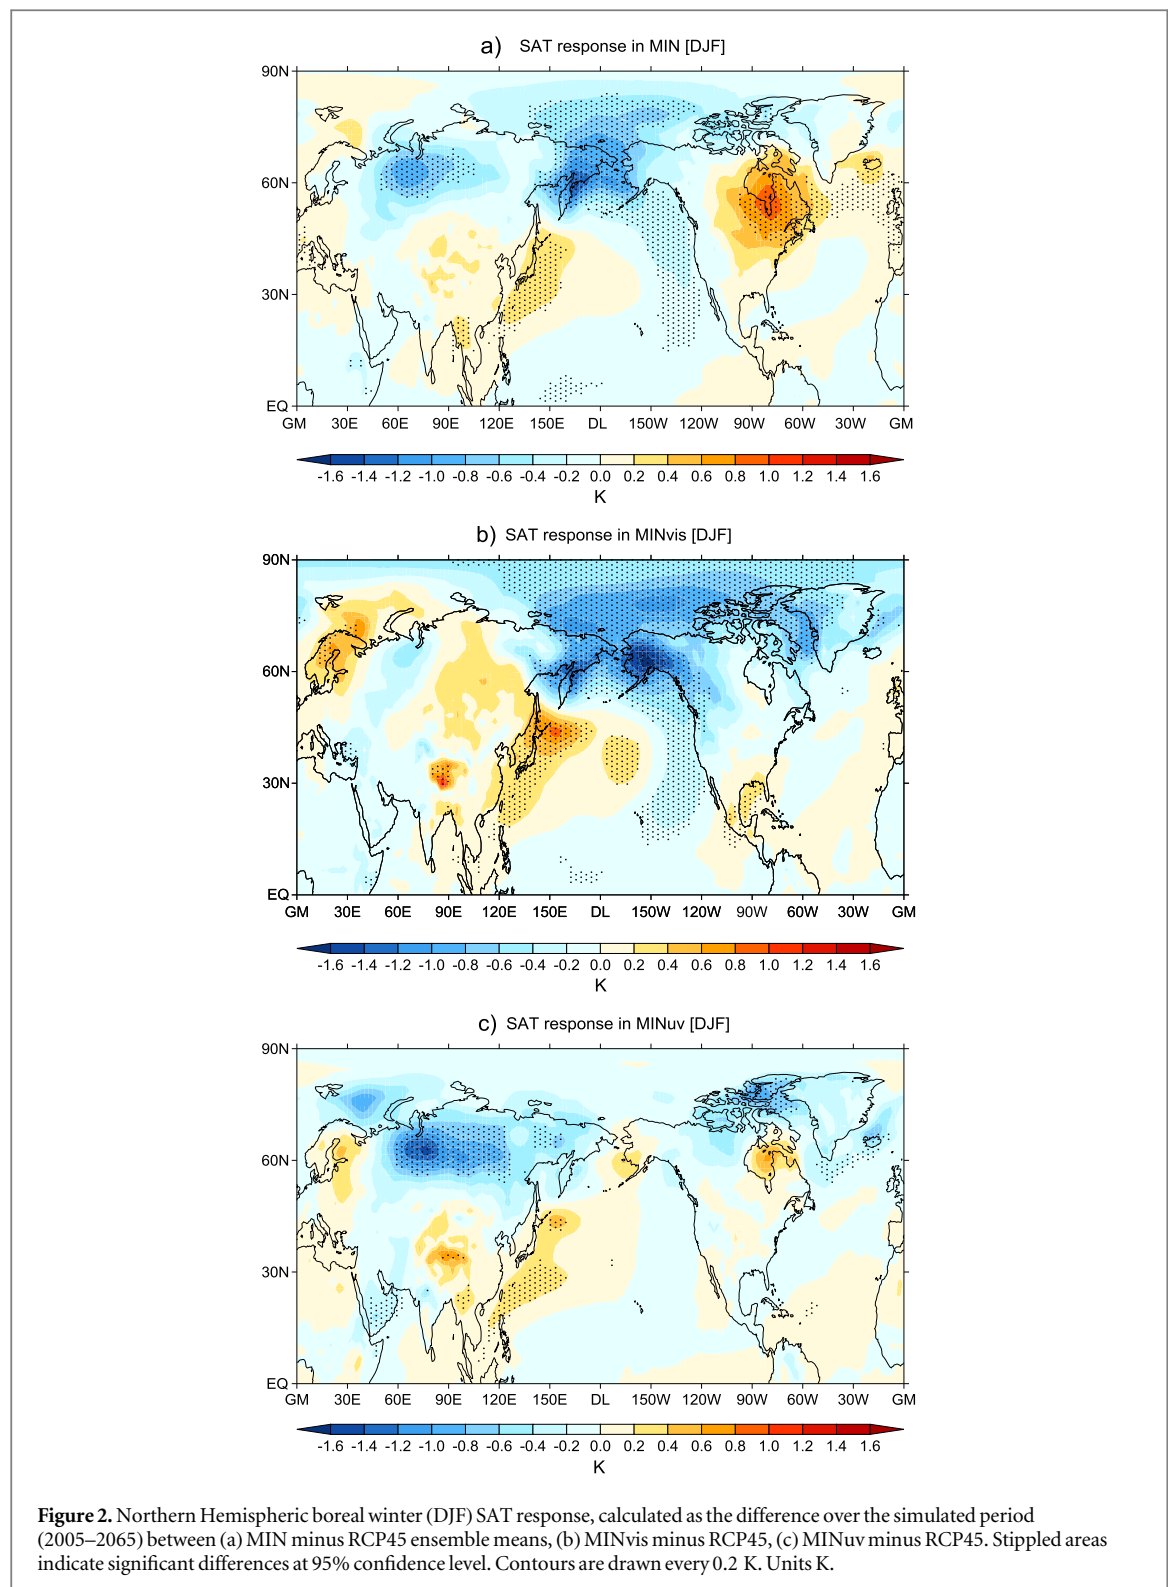 a) SAT response in MIN [DJF]
90N
60N
30N
EQ
GM 30E 60E 90E 120E 150E DL 150W 120W 90W 60W 30W GM
-1.6 -1.4 -1.2 -1.0 -0.8 -0.6 -0.4 -0.2 0.0 0.2 0.4 0.6 0.8 1.0 1.2 1.4 1.6
K
b) SAT response in MINvis [DJF]
90N
60N
30N
EQ
GM 30E 60E 90E 120E 150E DL 150W 120W 90W 60W 30W GM
-1.6 -1.4 -1.2 -1.0 -0.8 -0.6 -0.4 -0.2 0.0 0.2 0.4 0.6 0.8 1.0 1.2 1.4 1.6
K
c) SAT response in MINuv [DJF]
90N
60N
30N
EQ
GM 30E 60E 90E 120E 150E DL 150W 120W 90W 60W 30W GM
-1.6 -1.4 -1.2 -1.0 -0.8 -0.6 -0.4 -0.2 0.0 0.2 0.4 0.6 0.8 1.0 1.2 1.4 1.6
K
Figure 2. Northern Hemispheric boreal winter (DJF) SAT response, calculated as the difference over the simulated period
(2005–2065) between (a) MIN minus RCP45 ensemble means, (b) MINvis minus RCP45, (c) MINuv minus RCP45. Stippled areas
indicate significant differences at 95% confidence level. Contours are drawn every 0.2 K. Units K.